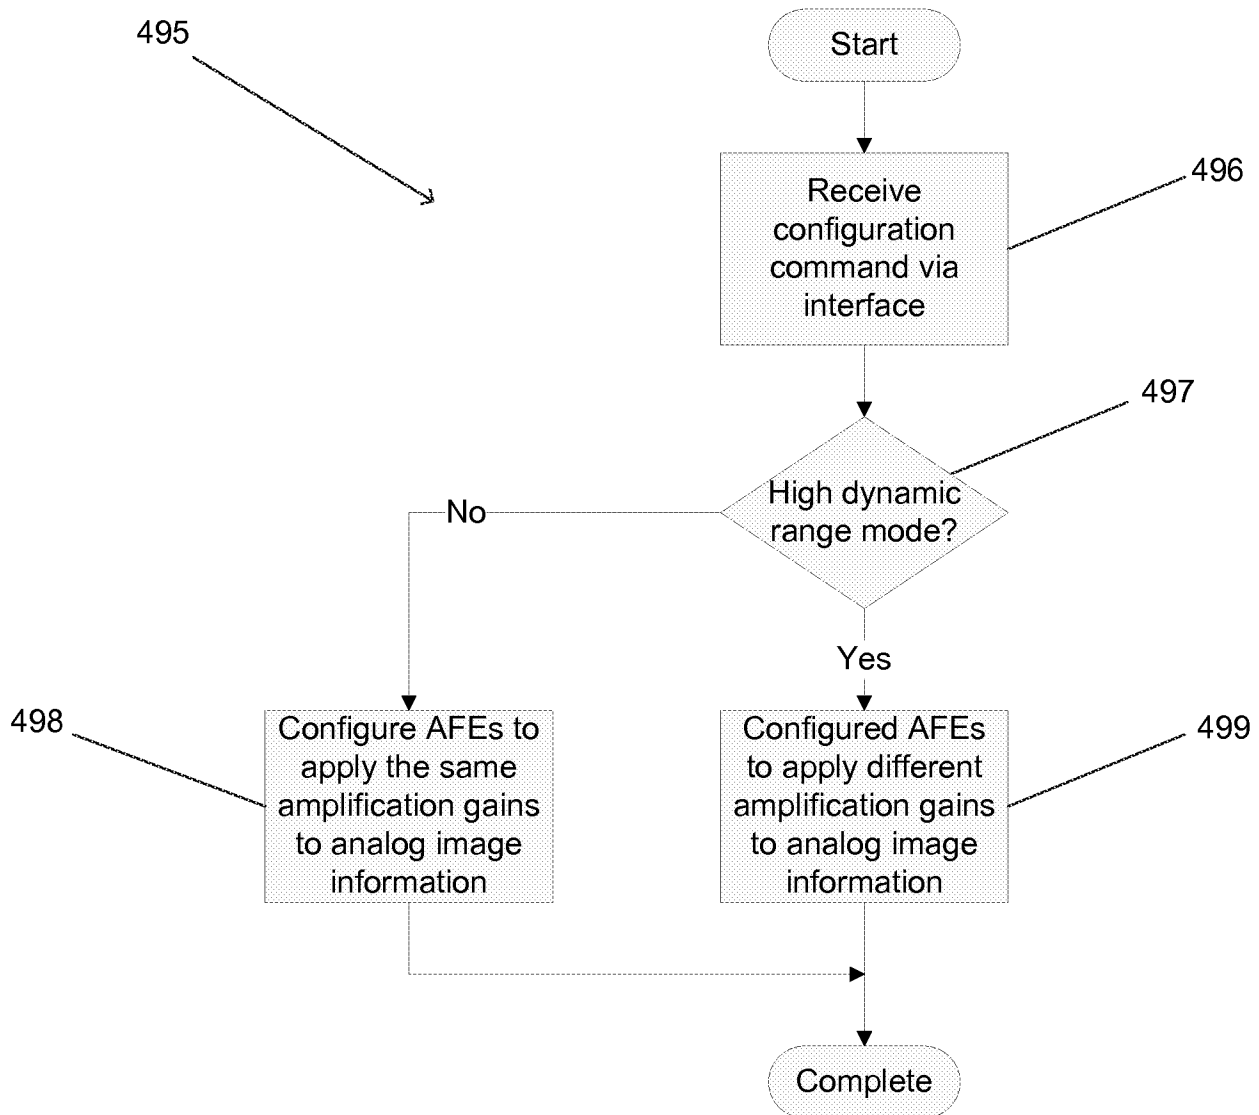 495
Start
Receive
configuration
command via
interface
496
497
High dynamic
range mode?
No
Yes
498
Configure AFEs to
apply the same
amplification gains
to analog image
information
Configured AFEs
to apply different
amplification gains
to analog image
information
499
Complete